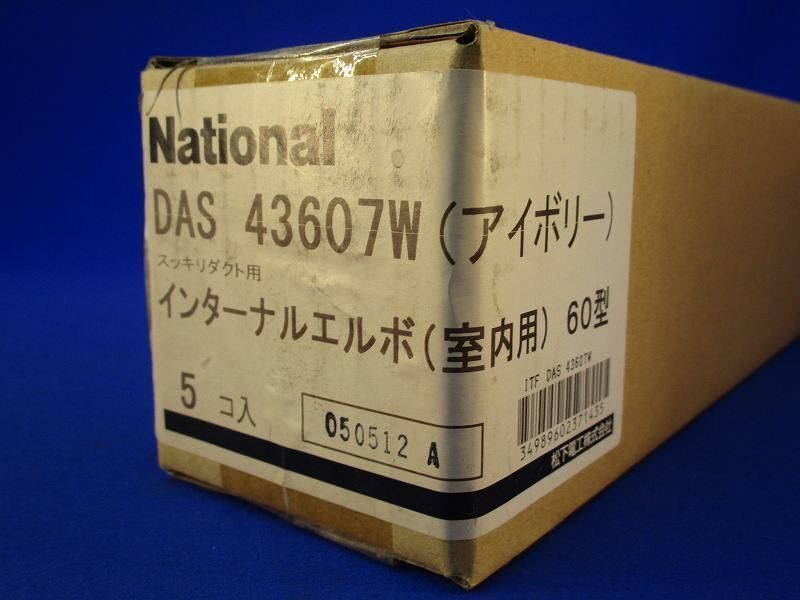 National
DAS 43607W(アイボリー)
スッキリダクト用
インターナルエルボ(室内用) 60型
5 コ入
050512 A
ITF DAS 43607W
34989602371435
松下電工株式会社